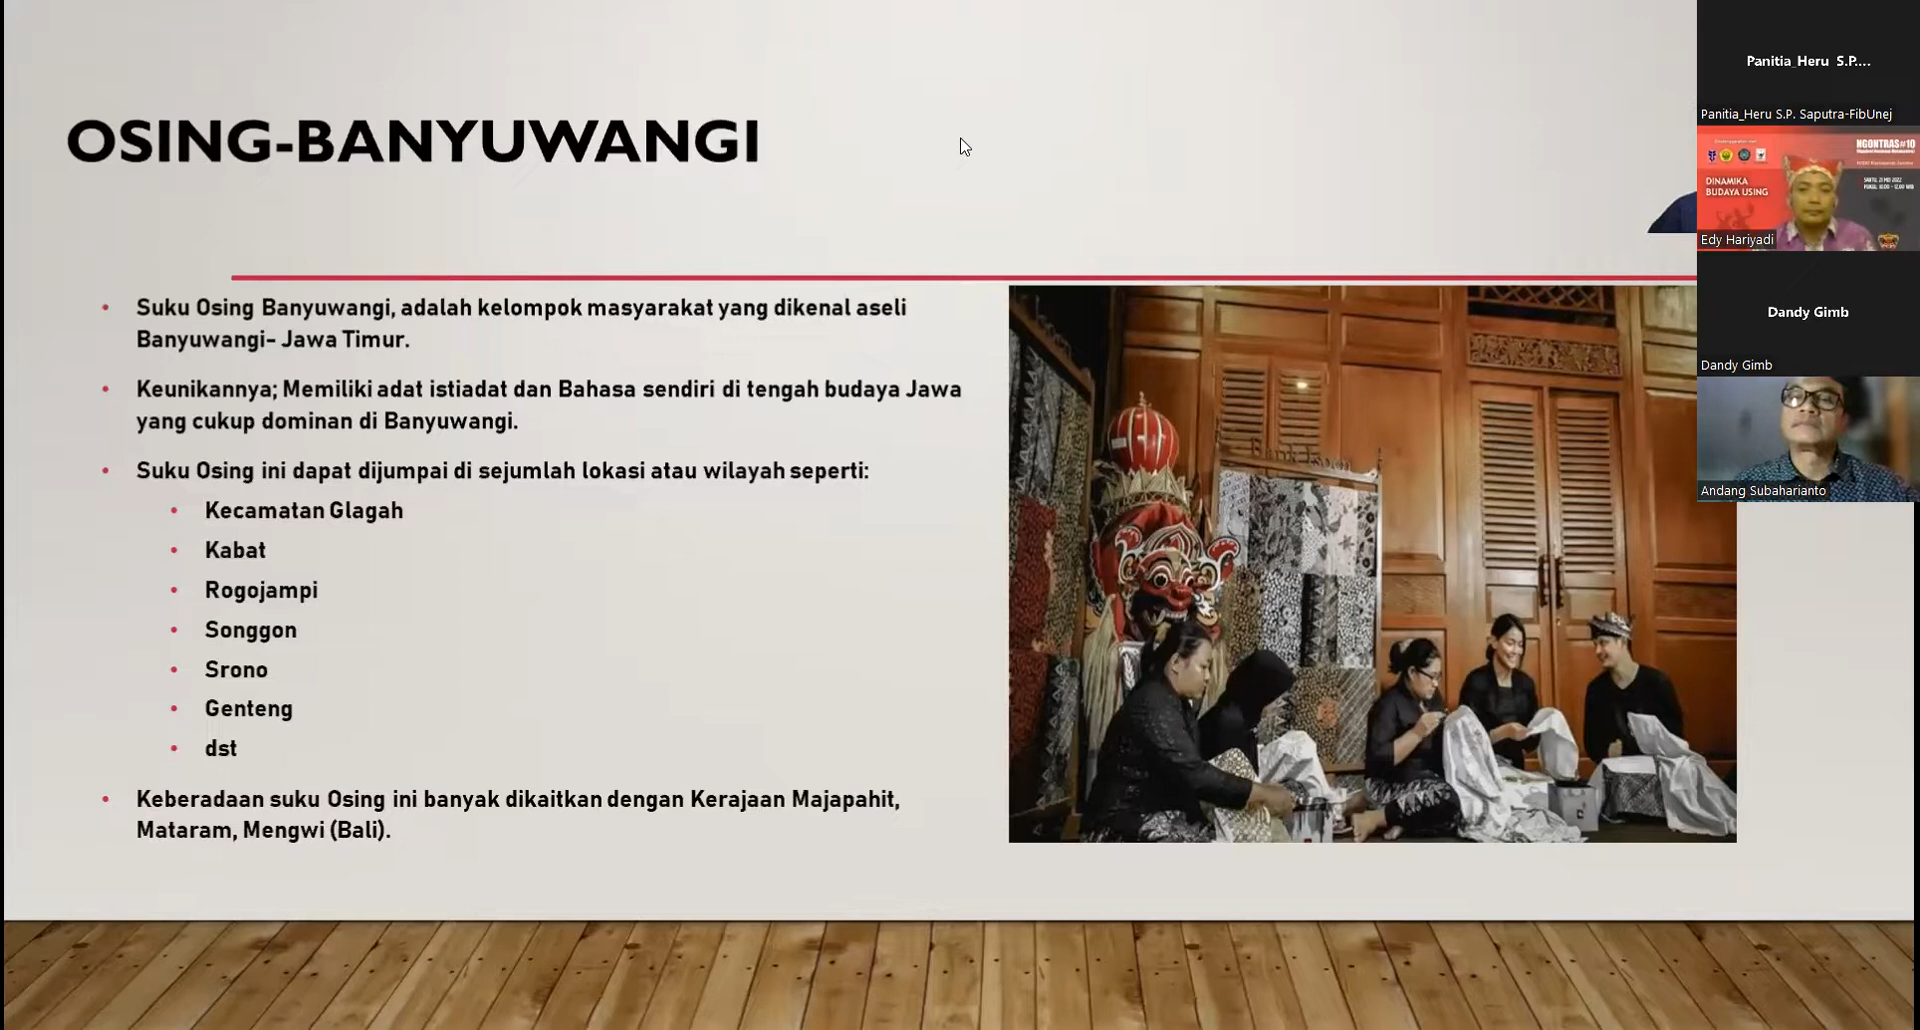 OSING-BANYUWANGI
• Suku Osing Banyuwangi, adalah kelompok masyarakat yang dikenal aseli
Banyuwangi- Jawa Timur.
• Keunikannya; Memiliki adat istiadat dan Bahasa sendiri di tengah budaya Jawa
yang cukup dominan di Banyuwangi.
• Suku Osing ini dapat dijumpai di sejumlah lokasi atau wilayah seperti:
• Kecamatan Glagah
• Kabat
• Rogojampi
• Songgon
• Srono
• Genteng
• dst
• Keberadaan suku Osing ini banyak dikaitkan dengan Kerajaan Majapahit,
Mataram, Mengwi (Bali).
Panitia_Heru S.P....
Panitia_Heru S.P. Saputra-FibUnej
NGONTRAS#10
DINAMIKA
BUDAYA USING
SABTU, 21 MEI 2022
Edy Hariyadi
Dandy Gimb
Dandy Gimb
Andang Subaharianto